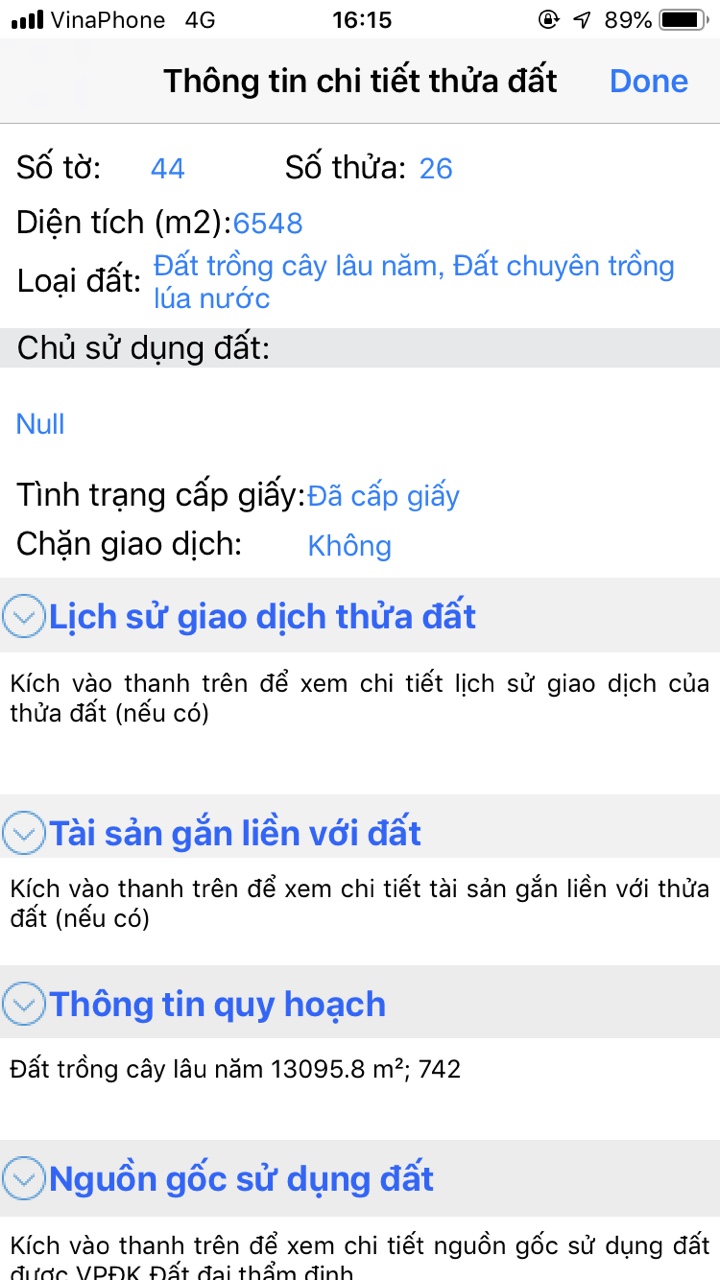 VinaPhone 4G 16:15 89%
Thông tin chi tiết thửa đất Done
Số tờ: 44 Số thửa: 26
Diện tích (m2):6548
Loại đất: Đất trồng cây lâu năm, Đất chuyên trồng
lúa nước
Chủ sử dụng đất:
Null
Tình trạng cấp giấy:Đã cấp giấy
Chặn giao dịch: Không
Lịch sử giao dịch thửa đất
Kích vào thanh trên để xem chi tiết lịch sử giao dịch của
thửa đất (nếu có)
Tài sản gắn liền với đất
Kích vào thanh trên để xem chi tiết tài sản gắn liền với thửa
đất (nếu có)
Thông tin quy hoạch
Đất trồng cây lâu năm 13095.8 m²; 742
Nguồn gốc sử dụng đất
Kích vào thanh trên để xem chi tiết nguồn gốc sử dụng đất
được VPĐK Đất đai thẩm định